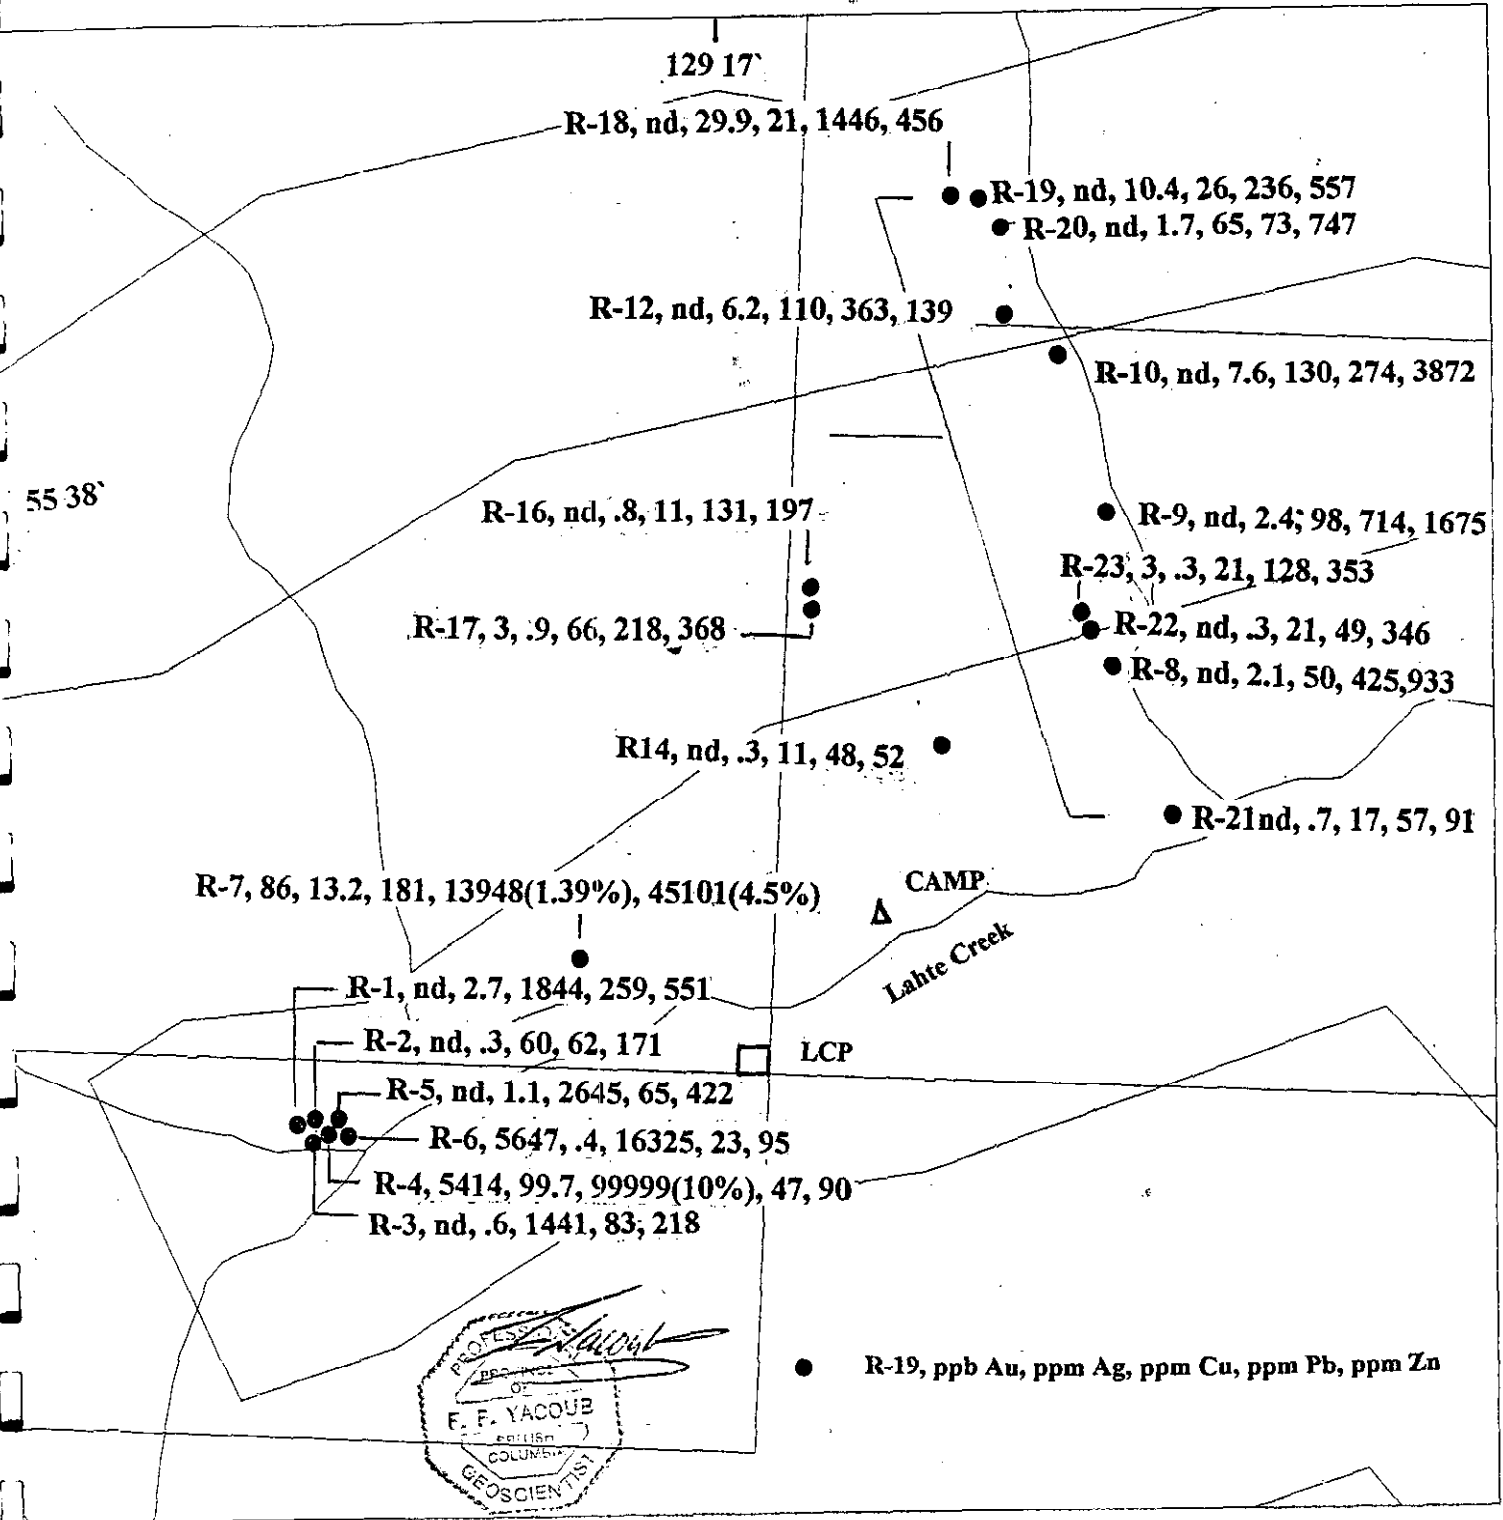 129 17`
R-18, nd, 29.9, 21, 1446, 456
R-19, nd, 10.4, 26, 236, 557
R-20, nd, 1.7, 65, 73, 747
R-12, nd, 6.2, 110, 363, 139
R-10, nd, 7.6, 130, 274, 3872
55 38`
R-16, nd, .8, 11, 131, 197
R-9, nd, 2.4, 98, 714, 1675
R-23, 3, .3, 21, 128, 353
R-17, 3, .9, 66, 218, 368
R-22, nd, .3, 21, 49, 346
R-8, nd, 2.1, 50, 425,933
R14, nd, .3, 11, 48, 52
R-21nd, .7, 17, 57, 91
R-7, 86, 13.2, 181, 13948(1.39%), 45101(4.5%)
CAMP
Lahte Creek
R-1, nd, 2.7, 1844, 259, 551
R-2, nd, .3, 60, 62, 171
LCP
R-5, nd, 1.1, 2645, 65, 422
R-6, 5647, .4, 16325, 23, 95
R-4, 5414, 99.7, 99999(10%), 47, 90
R-3, nd, .6, 1441, 83, 218
R-19, ppb Au, ppm Ag, ppm Cu, ppm Pb, ppm Zn
PROVINCE
OF
F. F. YACOUB
BRITISH
COLUMBIA
GEOSCIENTIST